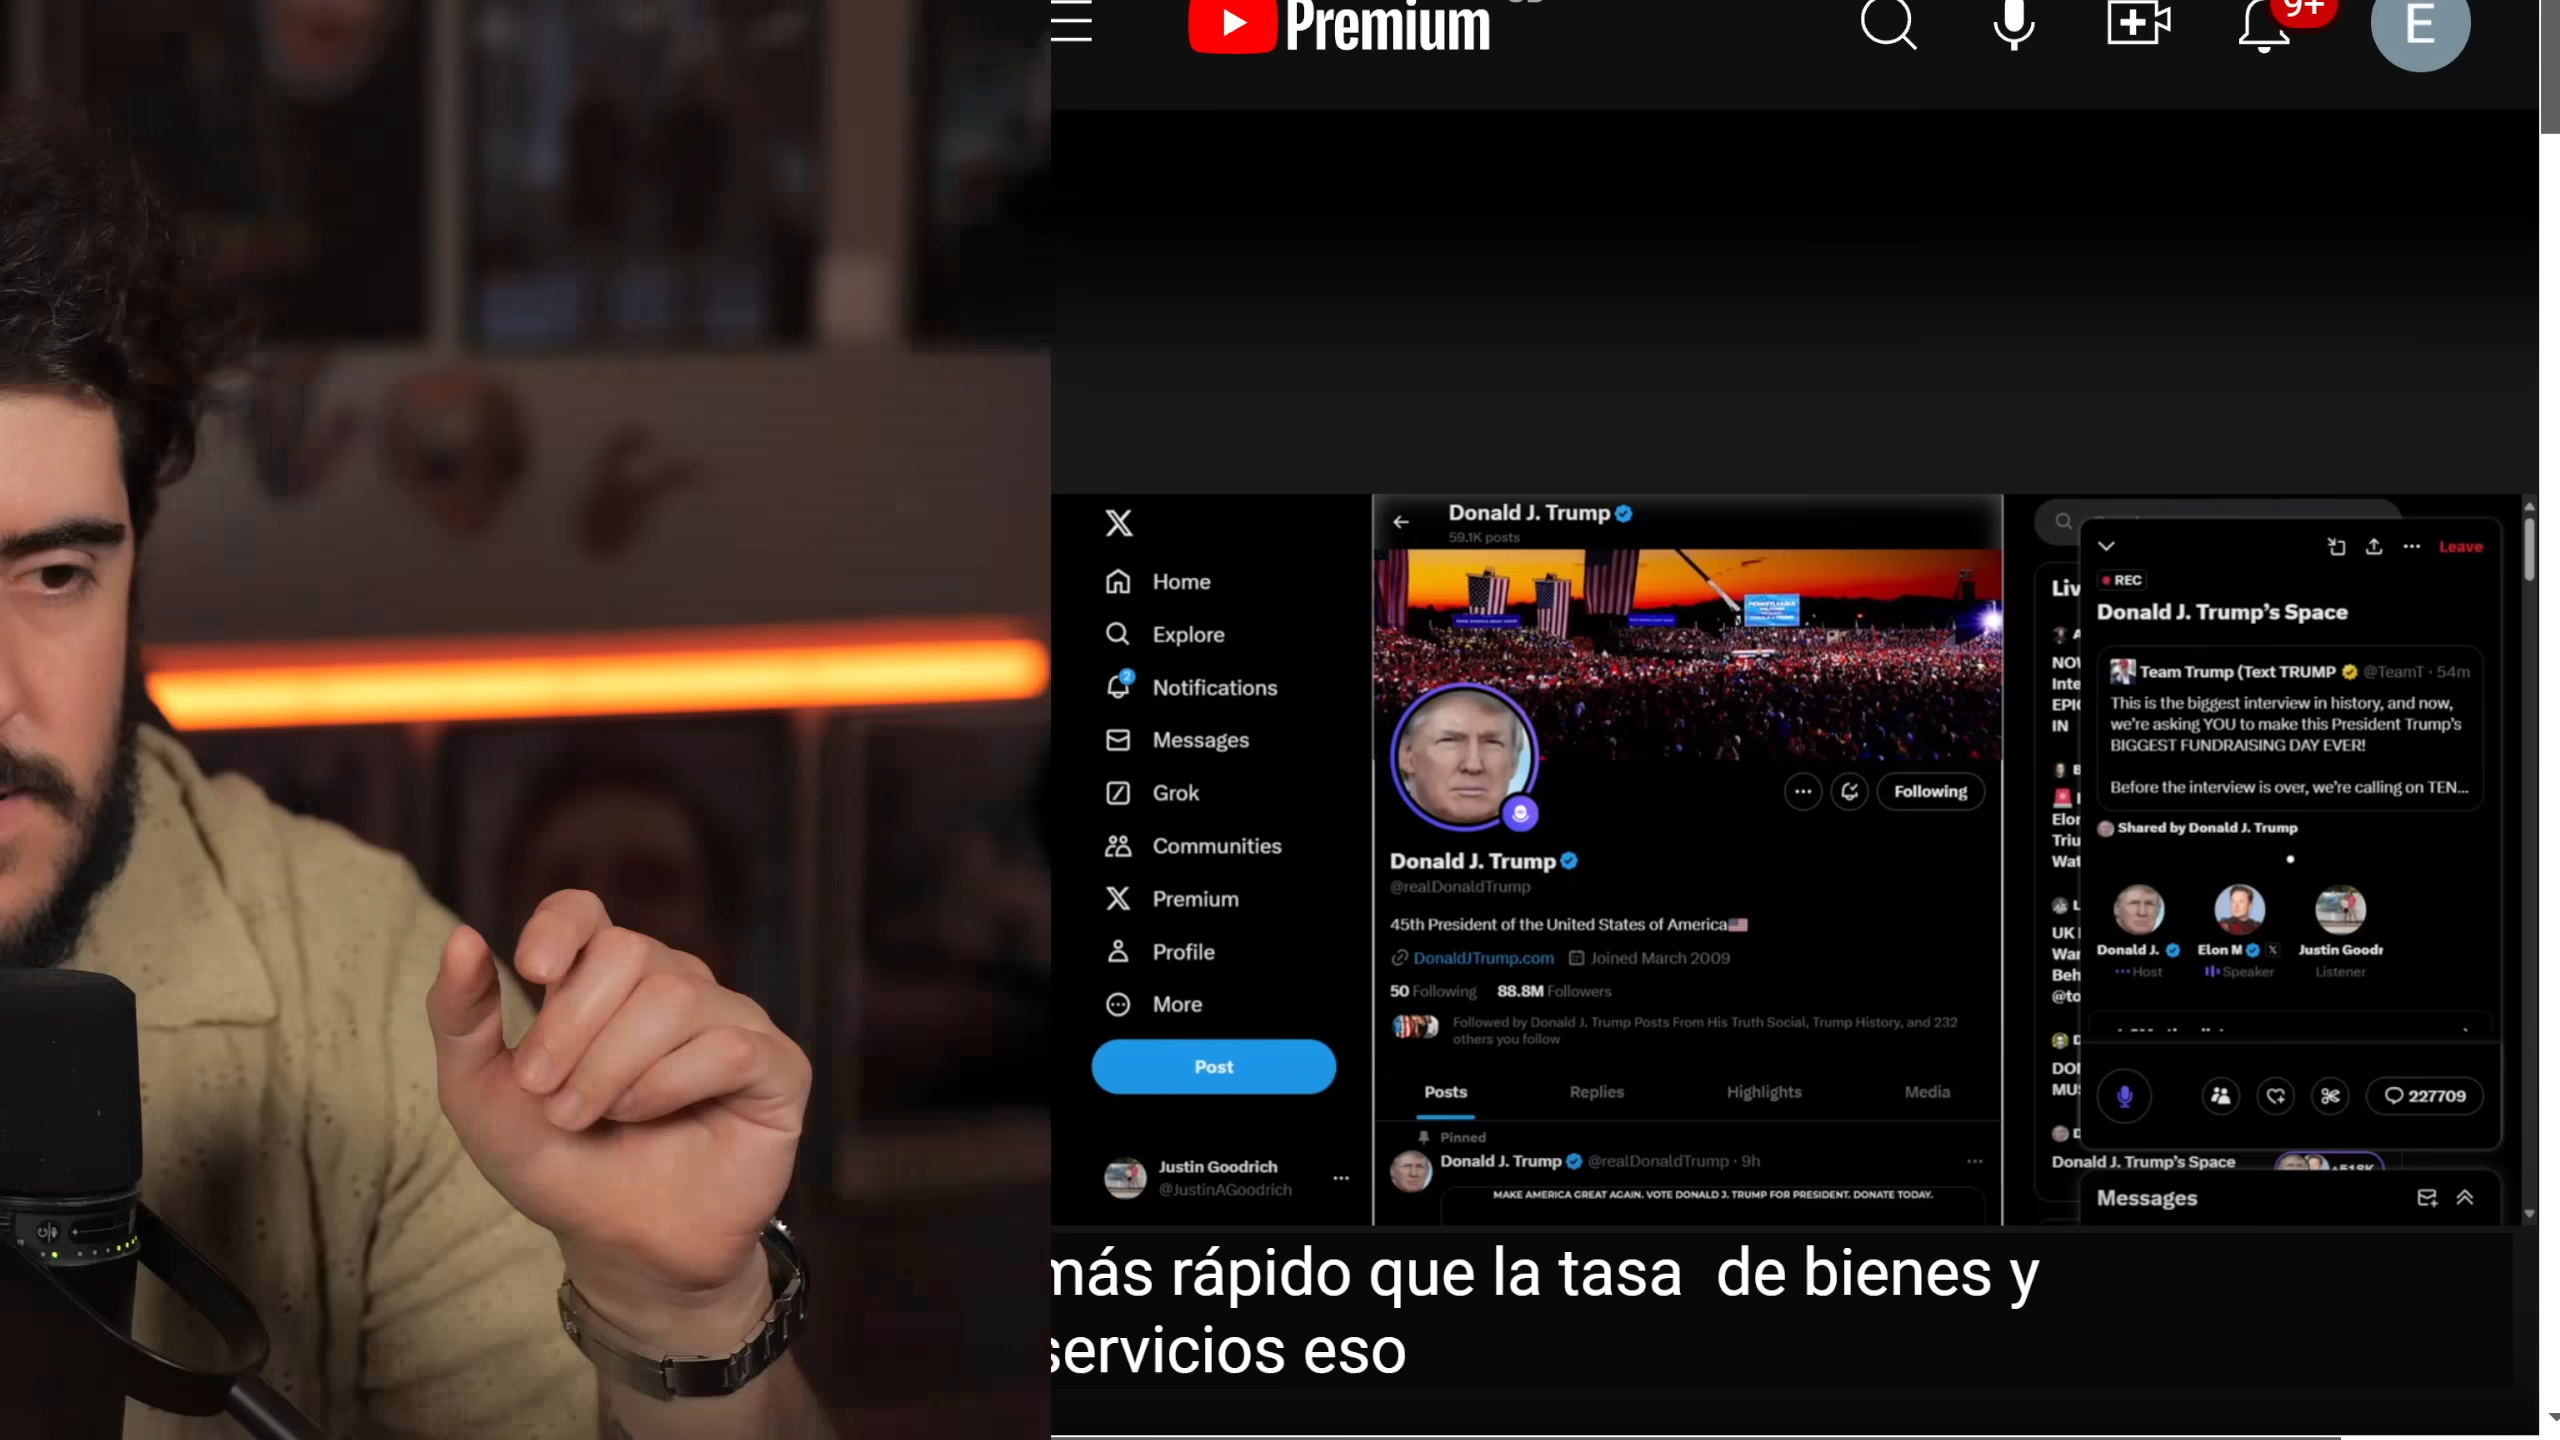 Premium
9+
E
Donald J. Trump
59.1K posts
Home
Explore
2
Notifications
Messages
Grok
Communities
Premium
Profile
More
Post
Justin Goodrich
@JustinAGoodrich
PENNSYLVANIA
Following
Donald J. Trump
@realDonaldTrump
45th President of the United States of America
DonaldJTrump.com Joined March 2009
50 Following 88.8M Followers
Followed by Donald J. Trump Posts From His Truth Social, Trump History, and 232
others you follow
Posts Replies Highlights Media
Pinned
Donald J. Trump @realDonaldTrump · 9h
MAKE AMERICA GREAT AGAIN. VOTE DONALD J. TRUMP FOR PRESIDENT. DONATE TODAY.
Leave
REC
Donald J. Trump's Space
Team Trump (Text TRUMP @TeamT · 54m
This is the biggest interview in history, and now,
we're asking YOU to make this President Trump's
BIGGEST FUNDRAISING DAY EVER!
Before the interview is over, we're calling on TEN...
Shared by Donald J. Trump
Donald J. Elon M Justin Goodr
Host Speaker Listener
227709
Donald J. Trump's Space +518K
Messages
más rápido que la tasa de bienes y
servicios eso